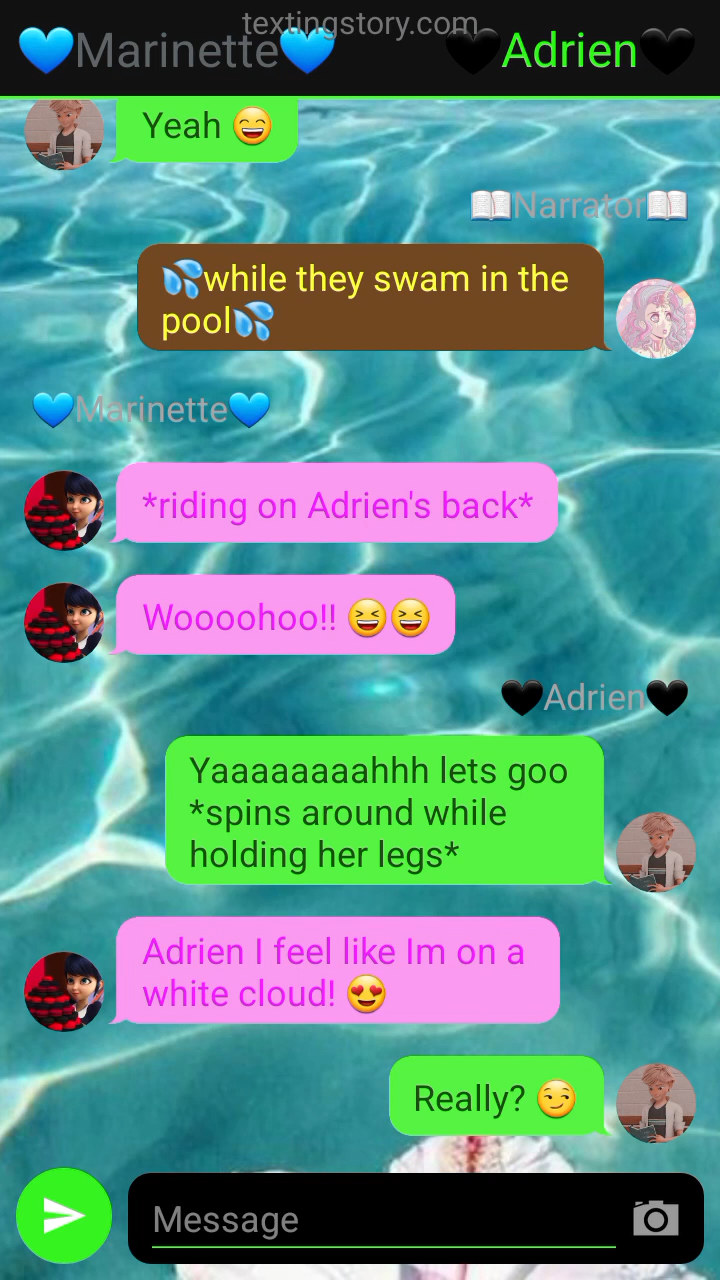 textingstory.com
💙Marinette💙
🖤Adrien🖤
Yeah 😄
📖Narrator📖
💦while they swam in the
pool💦
💙Marinette💙
*riding on Adrien's back*
Woooohoo!! 😆😆
🖤Adrien🖤
Yaaaaaaaahhh lets goo
*spins around while
holding her legs*
Adrien I feel like Im on a
white cloud! 😍
Really? 😏
Message